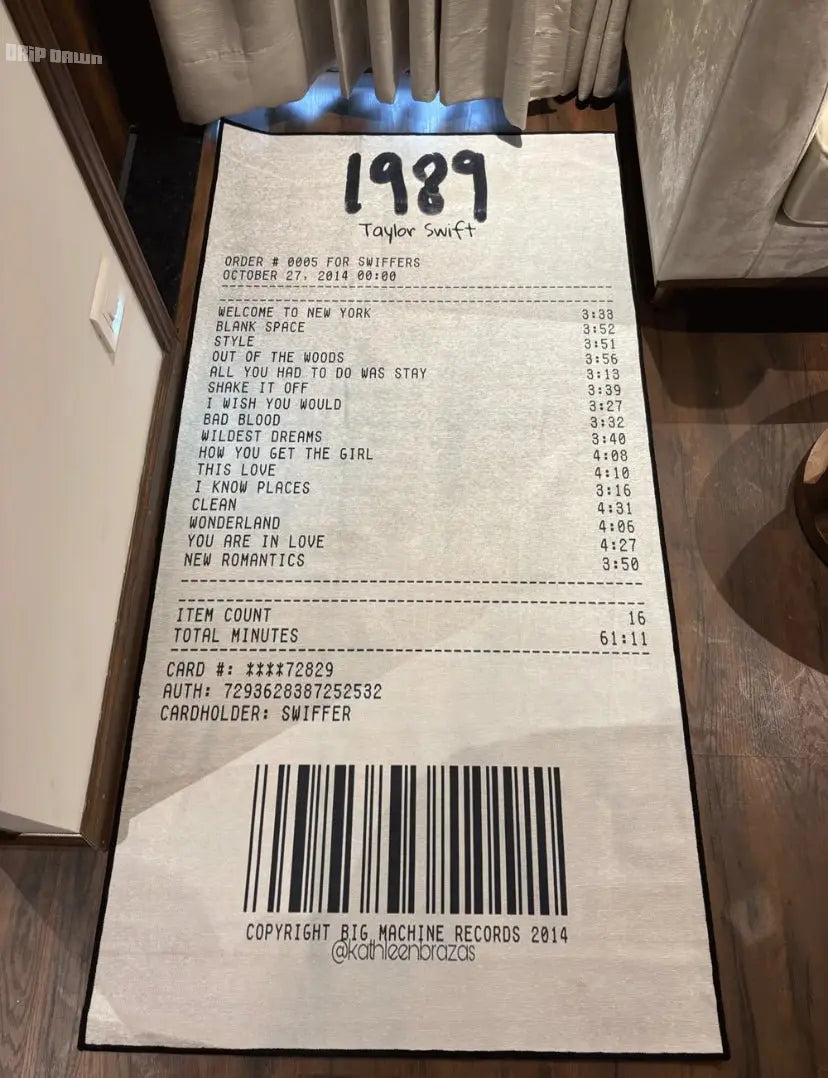 DRIP DAWN
1989
Taylor Swift
ORDER # 0005 FOR SWIFFERS
OCTOBER 27, 2014 00:00
WELCOME TO NEW YORK 3:33
BLANK SPACE 3:52
STYLE 3:51
OUT OF THE WOODS 3:56
ALL YOU HAD TO DO WAS STAY 3:13
SHAKE IT OFF 3:39
I WISH YOU WOULD 3:27
BAD BLOOD 3:32
WILDEST DREAMS 3:40
HOW YOU GET THE GIRL 4:08
THIS LOVE 4:10
I KNOW PLACES 3:16
CLEAN 4:31
WONDERLAND 4:06
YOU ARE IN LOVE 4:27
NEW ROMANTICS 3:50
ITEM COUNT 16
TOTAL MINUTES 61:11
CARD #: ****72829
AUTH: 7293628387252532
CARDHOLDER: SWIFFER
COPYRIGHT BIG MACHINE RECORDS 2014
@kathleenbrazas